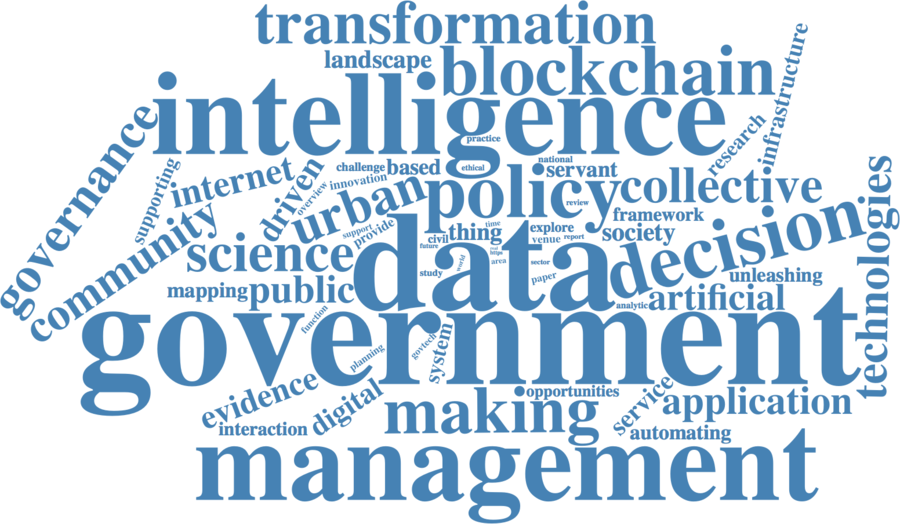 transformation
landscape
blockchain
intelligence
infrastructure
practice
research
governance
supporting
internet
driven
challenge
based
ethical
national
servant
overview
innovation
urban
policy
review
collective
community
support
provide
civil
future
thing
time
explore
venue
report
framework
society
decision
technologies
science
data
study
world
real
https
area
sector
paper
unleashing
mapping
public
analytic
artificial
government
function
planning
govtech
system
evidence
digital
making
opportunities
service
application
interaction
automating
management